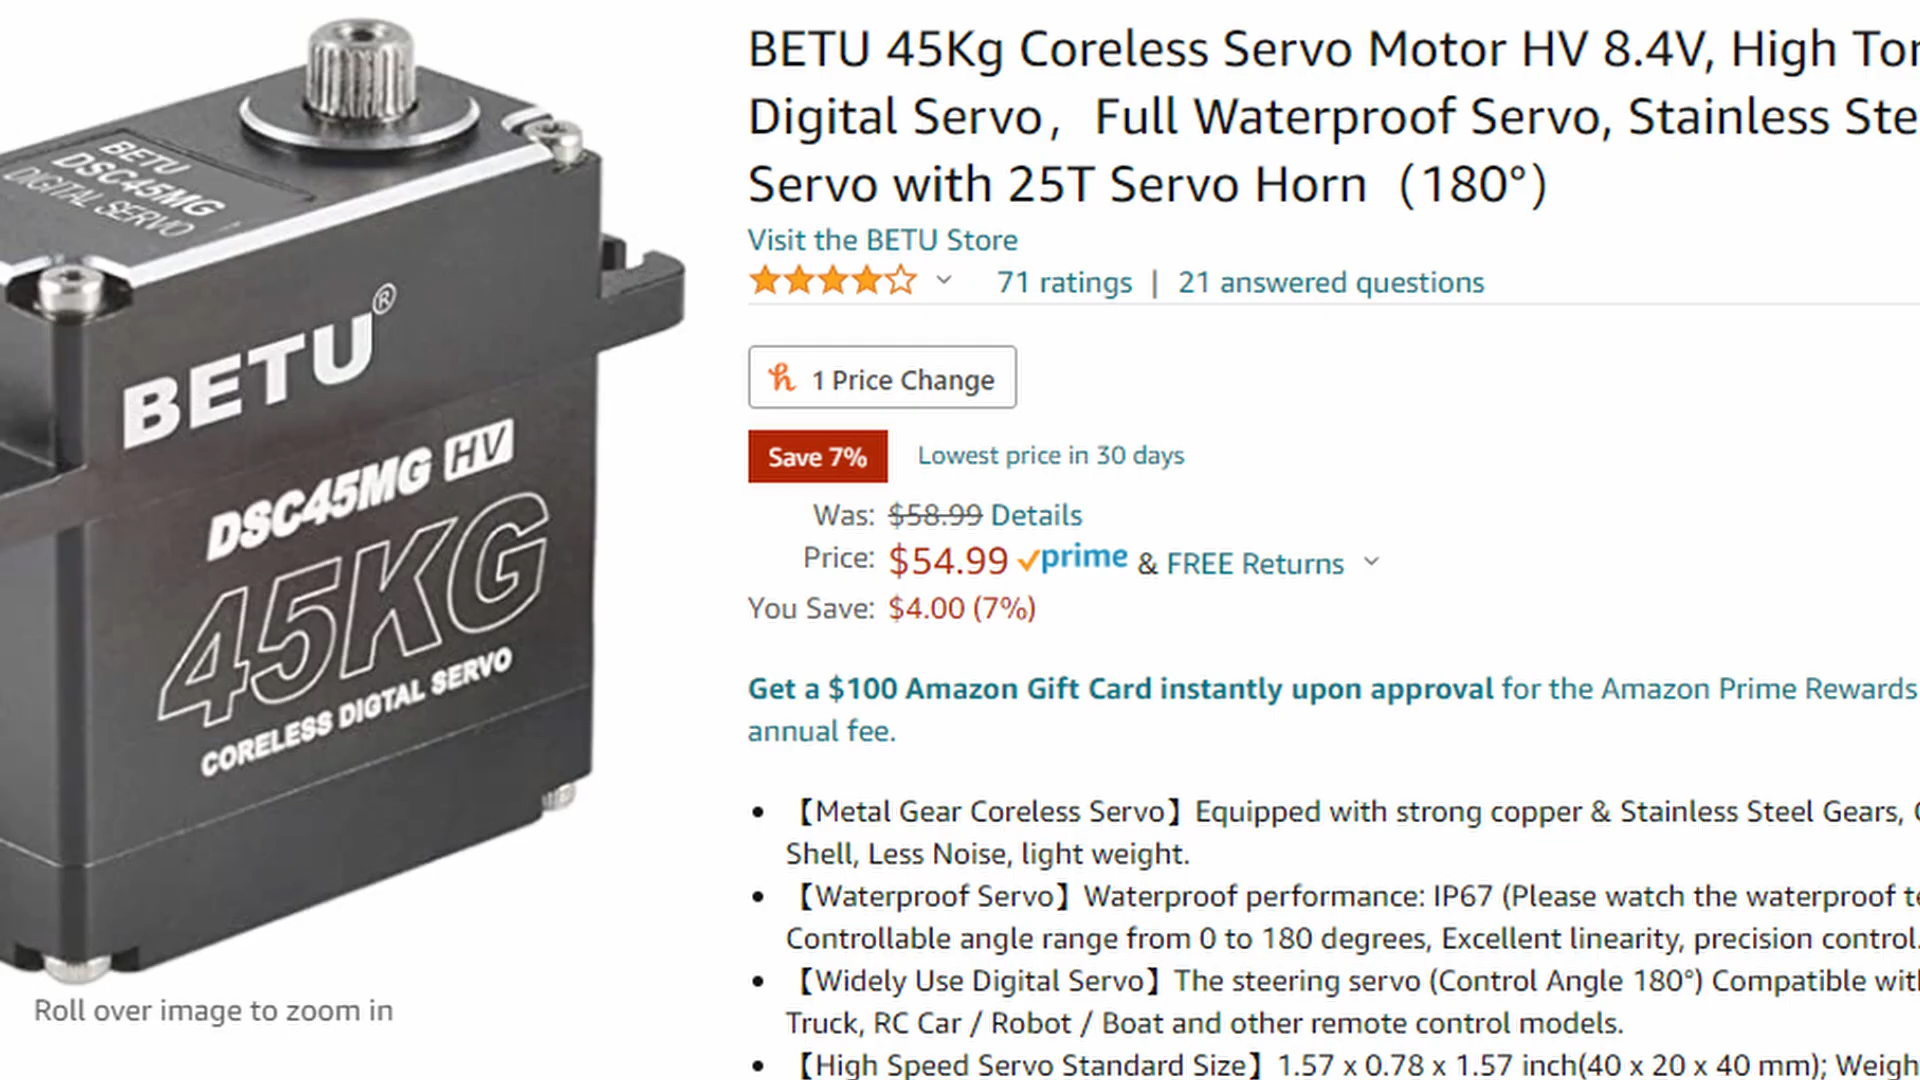 BETU
DSC45MG
DIGITAL SERVO
BETU®
DSC45MG HV
45KG
CORELESS DIGTAL SERVO
Roll over image to zoom in
BETU 45Kg Coreless Servo Motor HV 8.4V, High
Digital Servo，Full Waterproof Servo, Stainless
Servo with 25T Servo Horn（180°）
Visit the BETU Store
71 ratings | 21 answered questions
1 Price Change
Save 7% Lowest price in 30 days
Was: $58.99 Details
Price: $54.99 prime & FREE Returns
You Save: $4.00 (7%)
Get a $100 Amazon Gift Card instantly upon approval for the Amazon Prime Rewards
annual fee.
• 【Metal Gear Coreless Servo】Equipped with strong copper & Stainless Steel Gears,
Shell, Less Noise, light weight.
• 【Waterproof Servo】Waterproof performance: IP67 (Please watch the waterproof
Controllable angle range from 0 to 180 degrees, Excellent linearity, precision control.
• 【Widely Use Digital Servo】The steering servo (Control Angle 180°) Compatible
Truck, RC Car / Robot / Boat and other remote control models.
• 【High Speed Servo Standard Size】1.57 x 0.78 x 1.57 inch(40 x 20 x 40 mm);